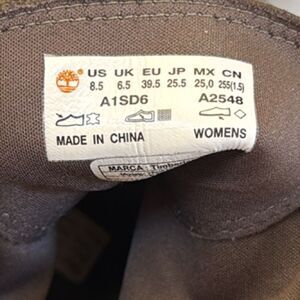 US UK EU JP MX CN
8.5 6.5 39.5 25.5 25,0 255(1.5)
A1SD6 A2548
MADE IN CHINA WOMENS
MARCA: